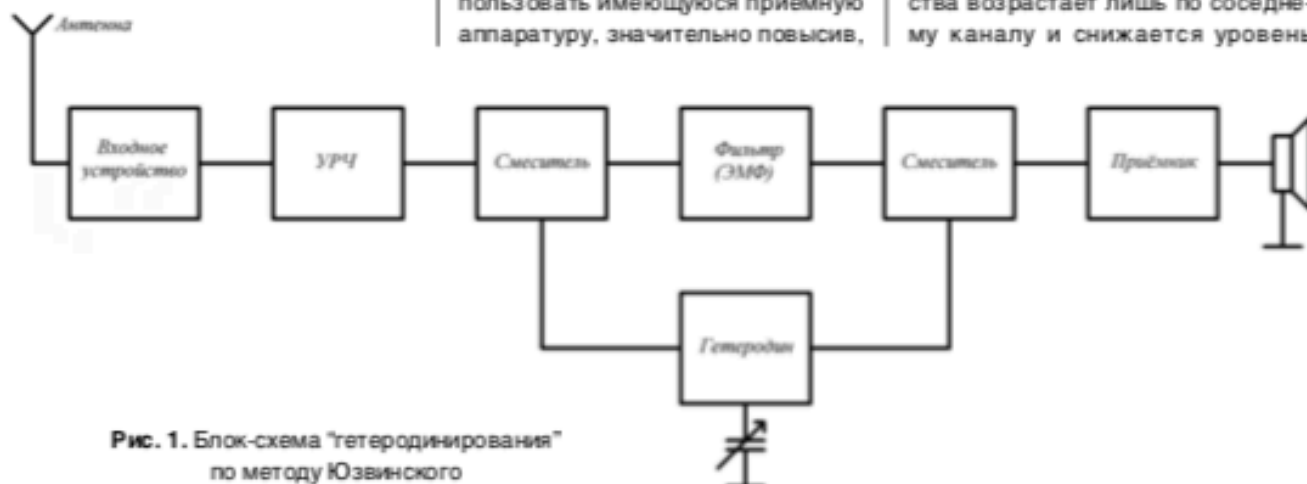 пользовать имеющуюся приёмную
аппаратуру, значительно повысив,
ства возрастает лишь по соседне-
му каналу и снижается уровень
Антенна
Входное
устройство
УРЧ
Смеситель
Фильтр
(ЭМФ)
Смеситель
Приёмник
Гетеродин
Рис. 1. Блок-схема "гетеродинирования"
по методу Юзвинского